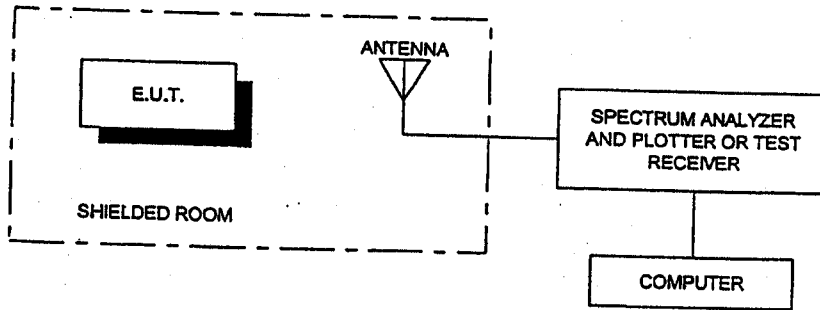 ANTENNA
E.U.T.
SPECTRUM ANALYZER
AND PLOTTER OR TEST
RECEIVER
SHIELDED ROOM
COMPUTER